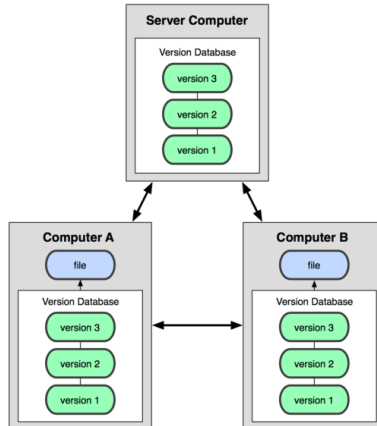 Server Computer
Version Database
version 3
version 2
version 1
Computer A
file
Version Database
version 3
version 2
version 1
Computer B
file
Version Database
version 3
version 2
version 1